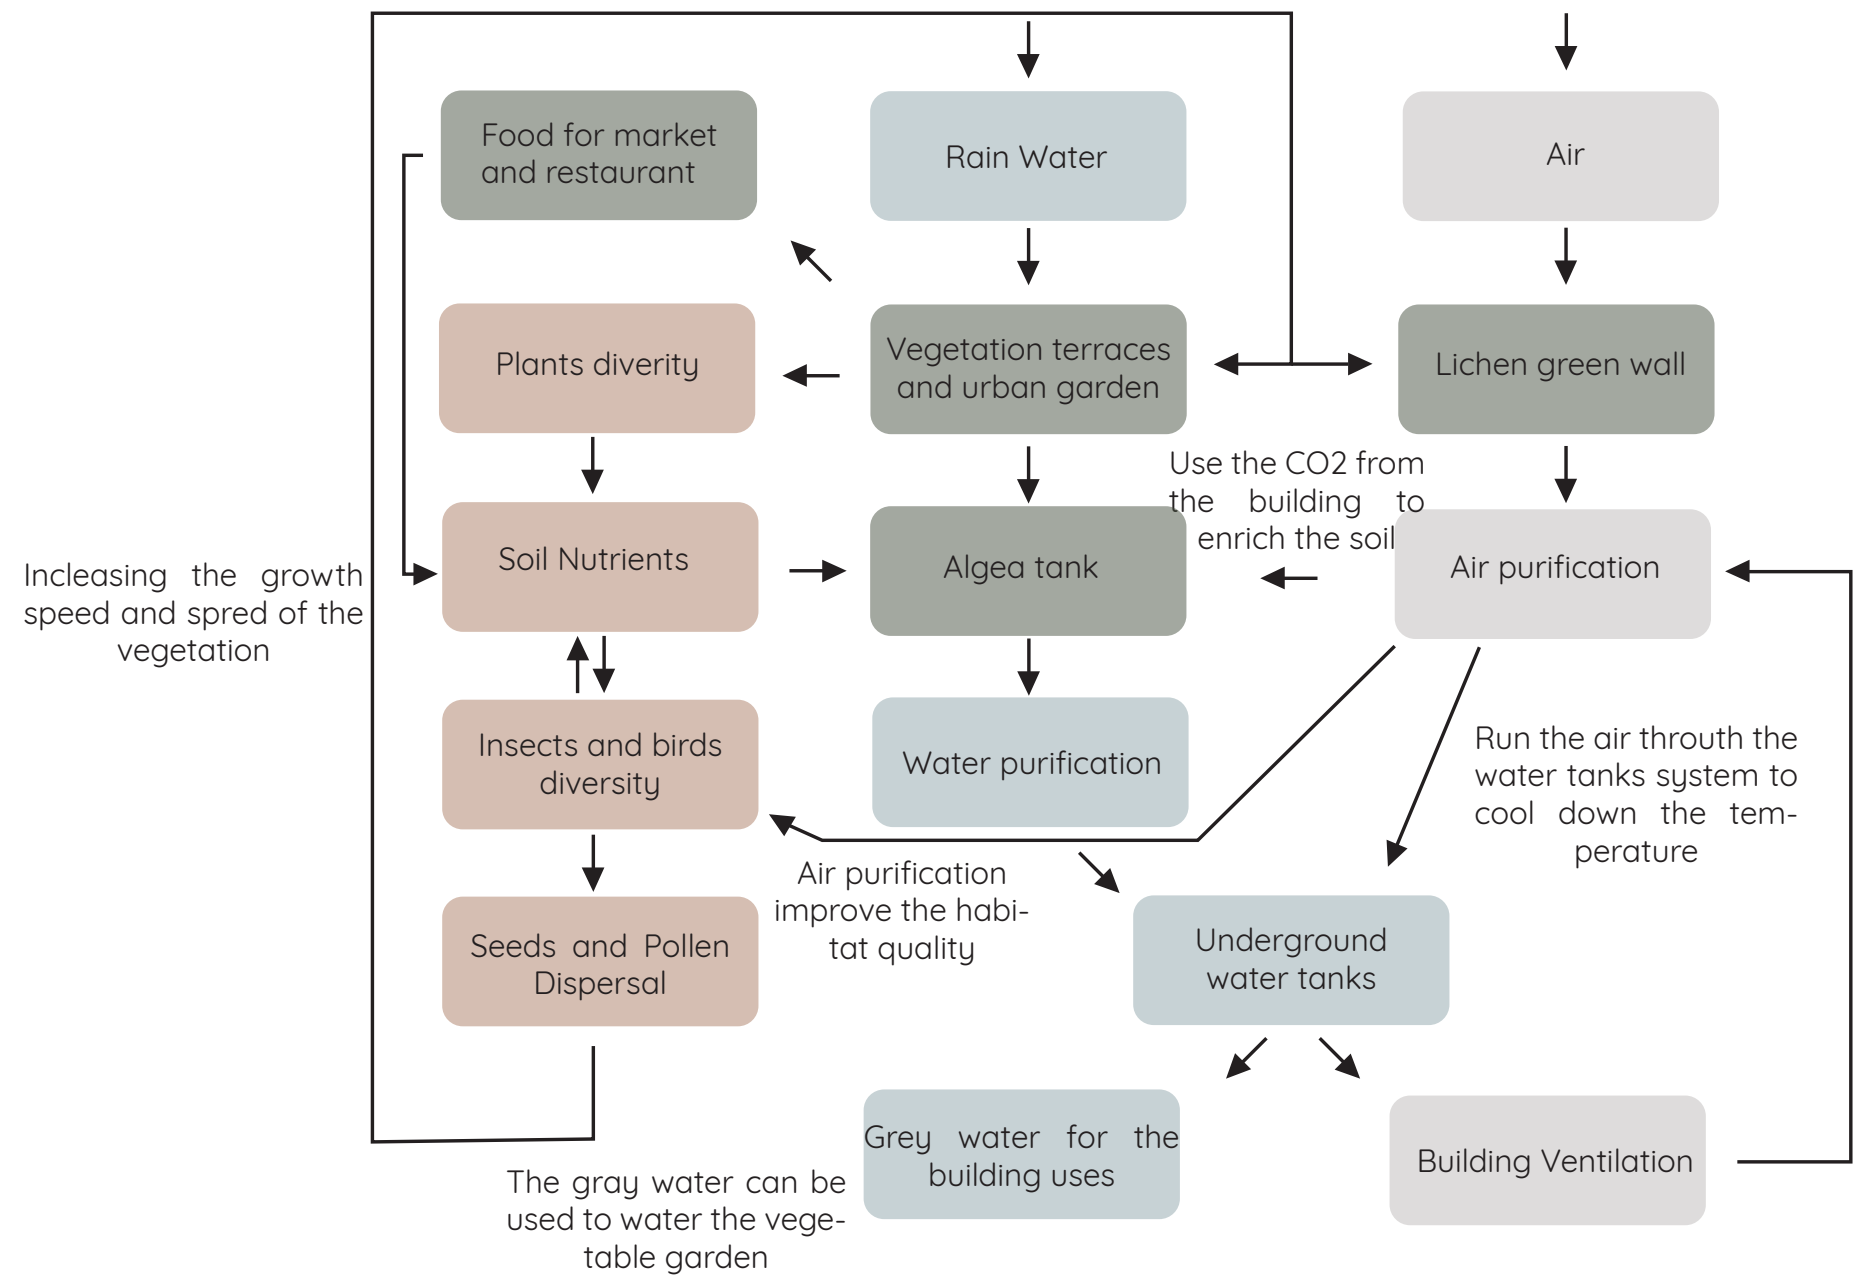 Food for market
and restaurant
Rain Water
Air
Plants diverity
Vegetation terraces
and urban garden
Lichen green wall
Use the CO2 from
the building to
enrich the soil
Soil Nutrients
Algea tank
Air purification
Incleasing the growth
speed and spred of the
vegetation
Insects and birds
diversity
Water purification
Run the air throuth the
water tanks system to
cool down the tem-
perature
Air purification
improve the habi-
tat quality
Seeds and Pollen
Dispersal
Underground
water tanks
Grey water for the
building uses
Building Ventilation
The gray water can be
used to water the vege-
table garden